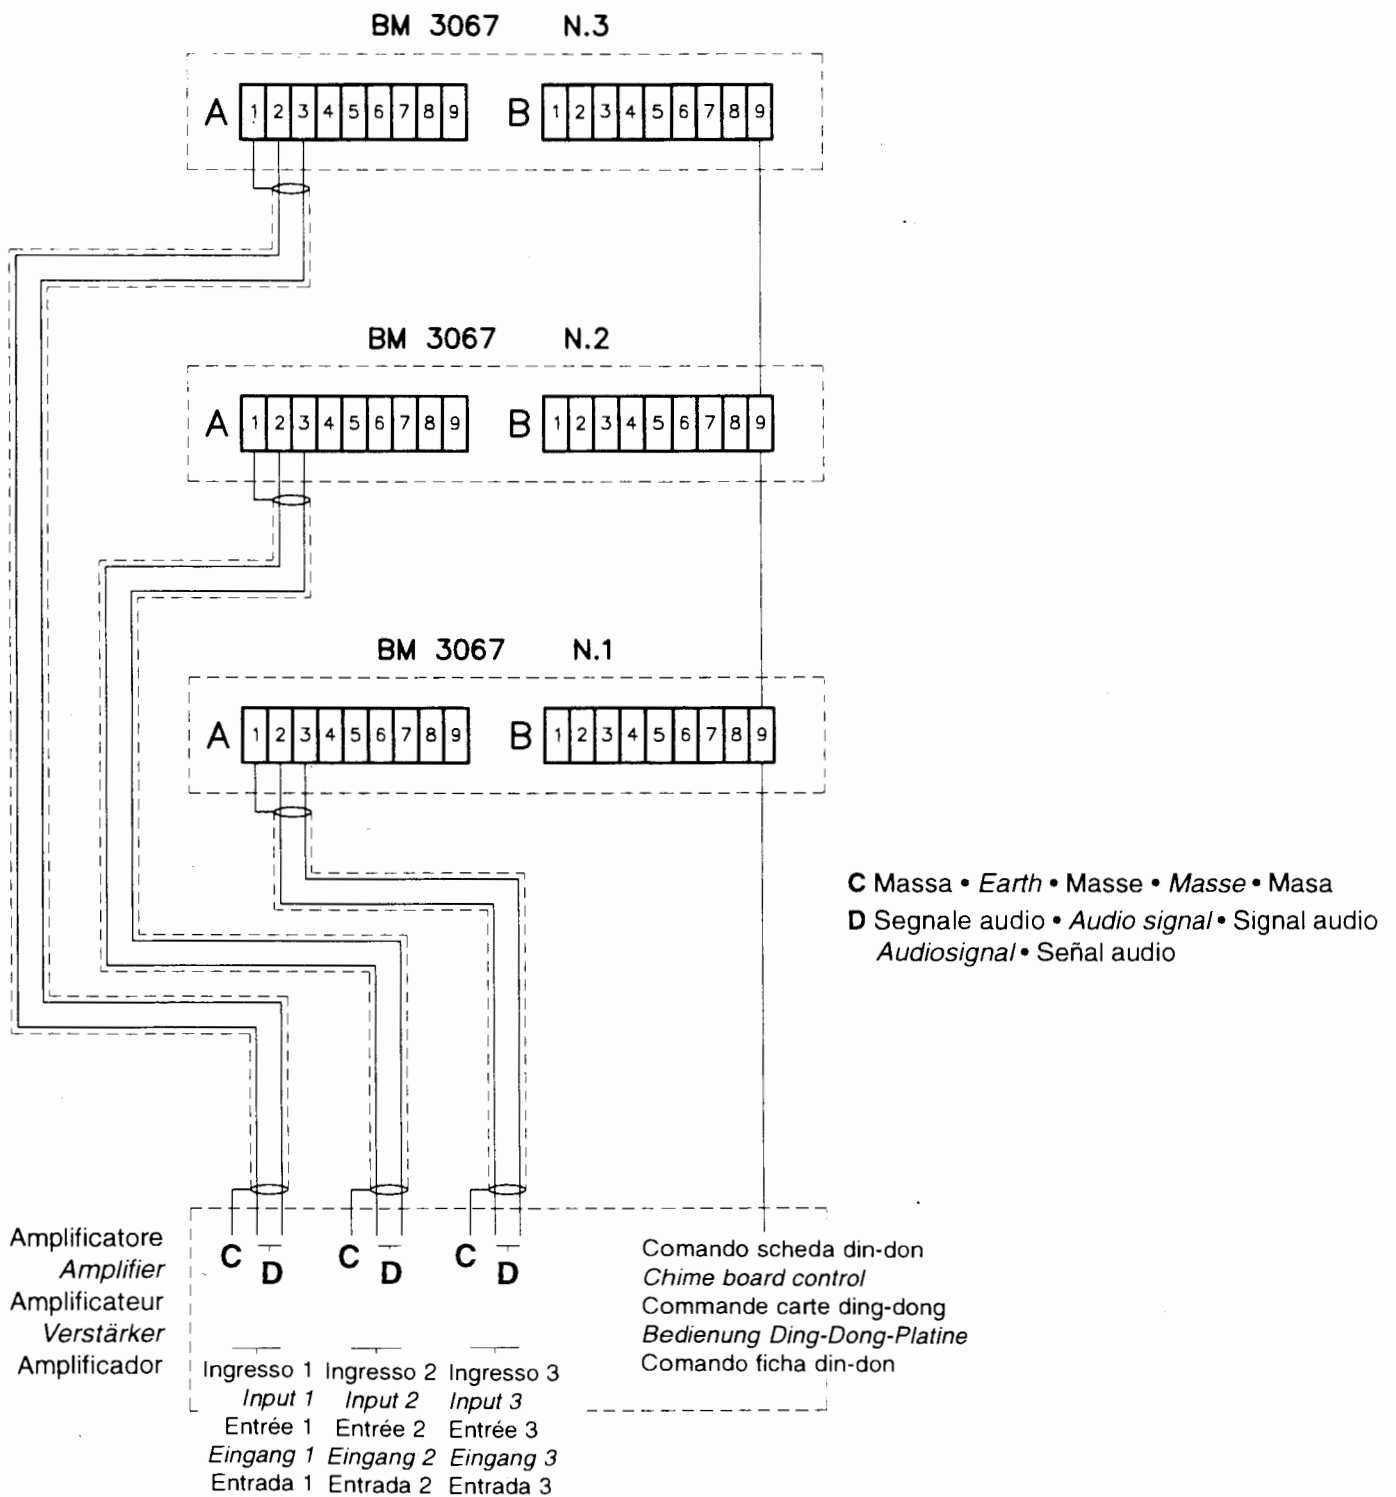 BM 3067 N.3
A 1 2 3 4 5 6 7 8 9 B 1 2 3 4 5 6 7 8 9
BM 3067 N.2
A 1 2 3 4 5 6 7 8 9 B 1 2 3 4 5 6 7 8 9
BM 3067 N.1
A 1 2 3 4 5 6 7 8 9 B 1 2 3 4 5 6 7 8 9
C Massa • Earth • Masse • Masse • Masa
D Segnale audio • Audio signal • Signal audio
Audiosignal • Señal audio
Amplificatore
Amplifier
Amplificateur
Verstärker
Amplificador
C D C D C D
Comando scheda din-don
Chime board control
Commande carte ding-dong
Bedienung Ding-Dong-Platine
Comando ficha din-don
Ingresso 1 Ingresso 2 Ingresso 3
Input 1 Input 2 Input 3
Entrée 1 Entrée 2 Entrée 3
Eingang 1 Eingang 2 Eingang 3
Entrada 1 Entrada 2 Entrada 3